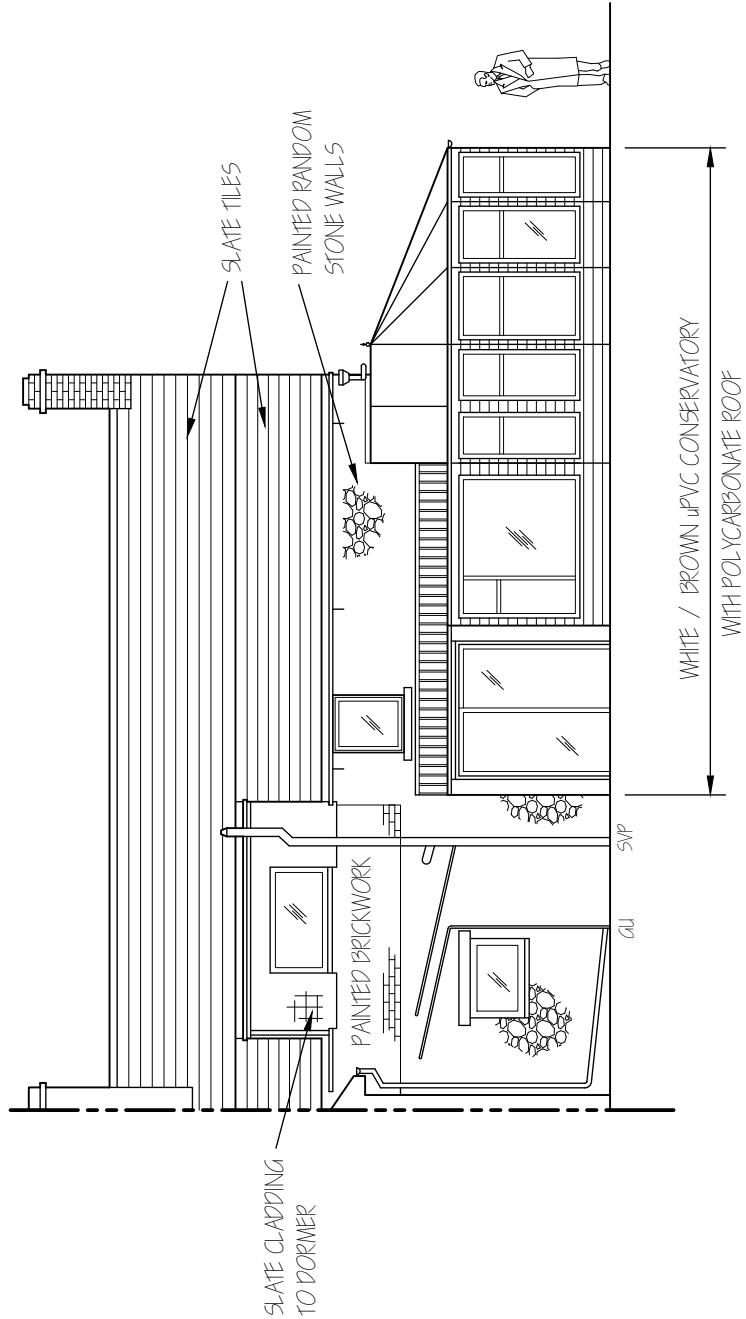 SLATE CLADDING
TO DORMER
PAINTED BRICKWORK
SLATE TILES
PAINTED RANDOM
STONE WALLS
GU
SVP
WHITE / BROWN uPVC CONSERVATORY
WITH POLYCARBONATE ROOF